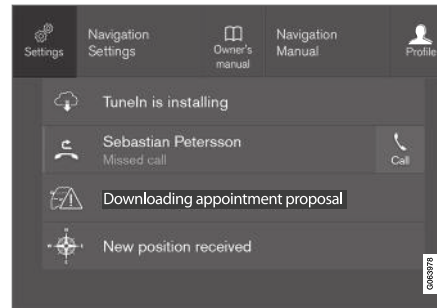 Settings
Navigation
Settings
Owner's
manual
Navigation
Manual
Profile
TuneIn is installing
Sebastian Petersson
Missed call
Call
Downloading appointment proposal
New position received
G063978